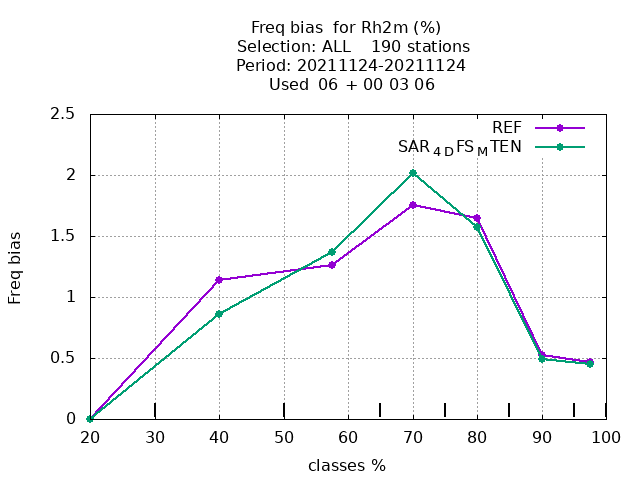 Freq bias  for Rh2m (%)
Selection: ALL    190 stations
Period: 20211124-20211124
Used  06 + 00 03 06
REF
SAR4DFSMTEN
2.5
2
1.5
1
0.5
0
Freq bias
20 30 40 50 60 70 80 90 100
classes %